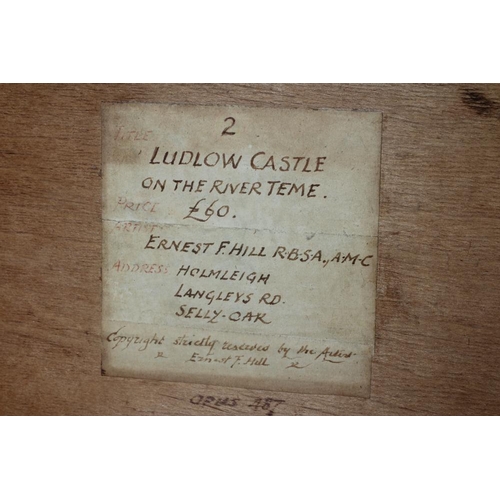 2
TITLE LUDLOW CASTLE
ON THE RIVER TEME.
PRICE £60.
ARTIST ERNEST F. HILL R.B.S.A., A.M.C
ADDRESS HOLMLEIGH
LANGLEYS RD.
SELLY-OAK
Copyright strictly reserved by the Artist
Ernest F. Hill
OPUS